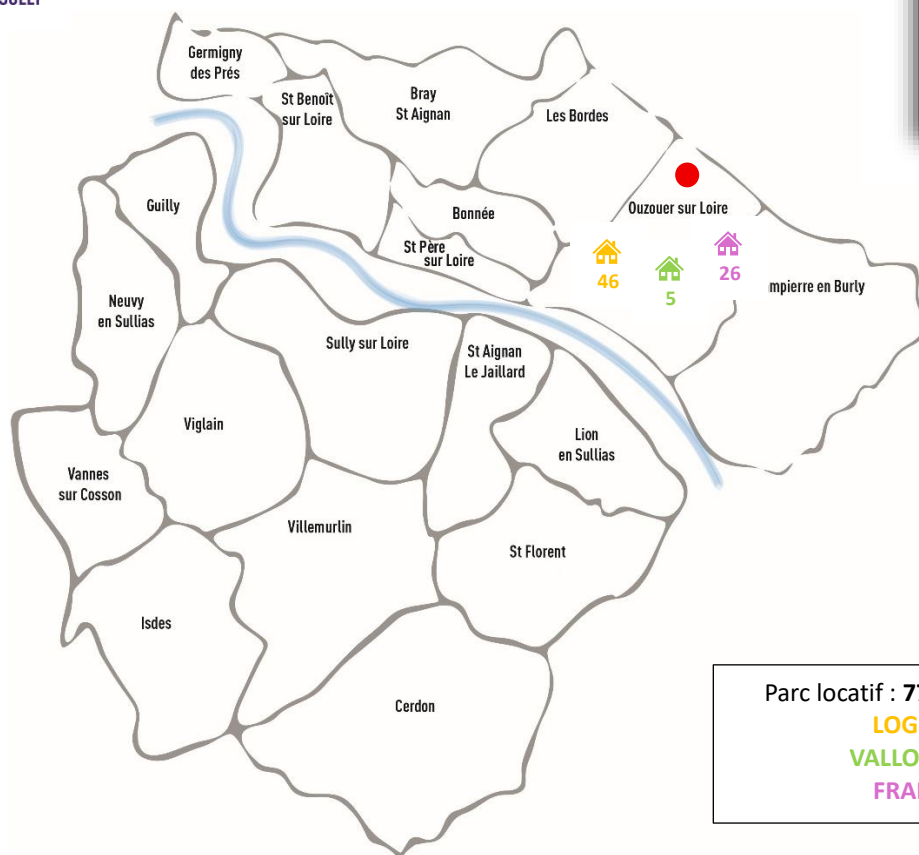 Germigny
des Prés
St Benoît
sur Loire
Bray
St Aignan
Les Bordes
Guilly
Bonnée
Ouzouer sur Loire
St Père
sur Loire
46
5
26
mpierre en Burly
Neuvy
en Sullias
Sully sur Loire
St Aignan
Le Jaillard
Viglain
Lion
en Sullias
Vannes
sur Cosson
Villemurlin
St Florent
Isdes
Cerdon
Parc locatif : 77
LOG
VALLO
FRA